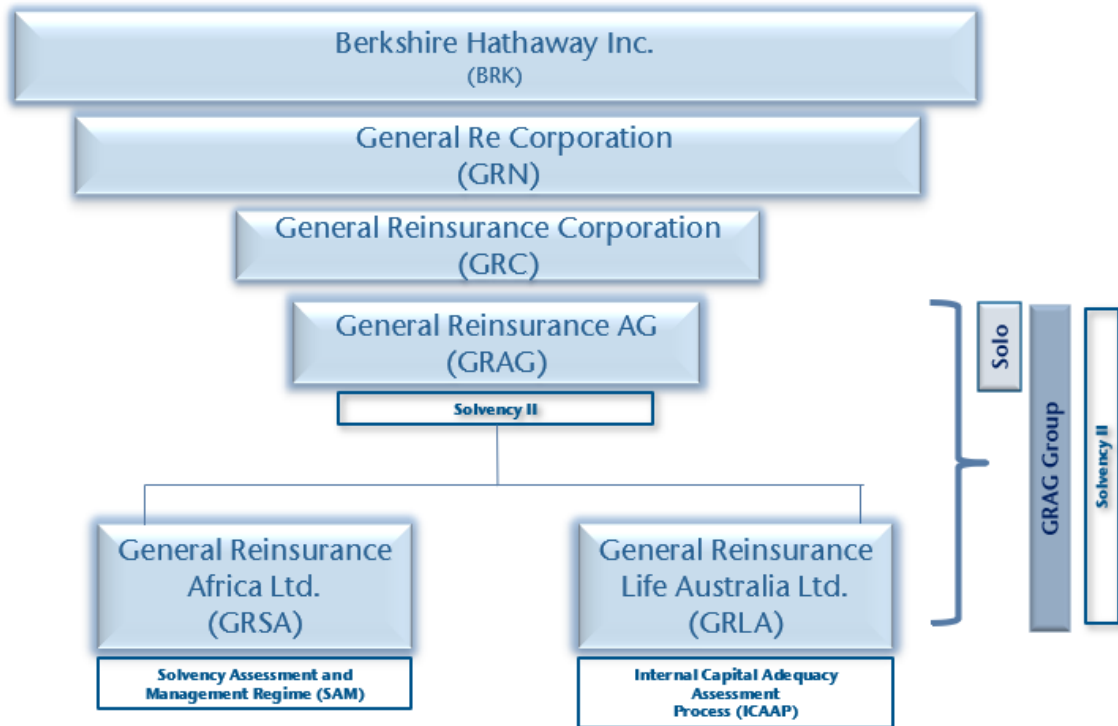 Berkshire Hathaway Inc.
(BRK)
General Re Corporation
(GRN)
General Reinsurance Corporation
(GRC)
General Reinsurance AG
(GRAG)
Solvency II
Solo
GRAG Group
Solvency II
General Reinsurance
Africa Ltd.
(GRSA)
Solvency Assessment and
Management Regime (SAM)
General Reinsurance
Life Australia Ltd.
(GRLA)
Internal Capital Adequacy
Assessment
Process (ICAAP)